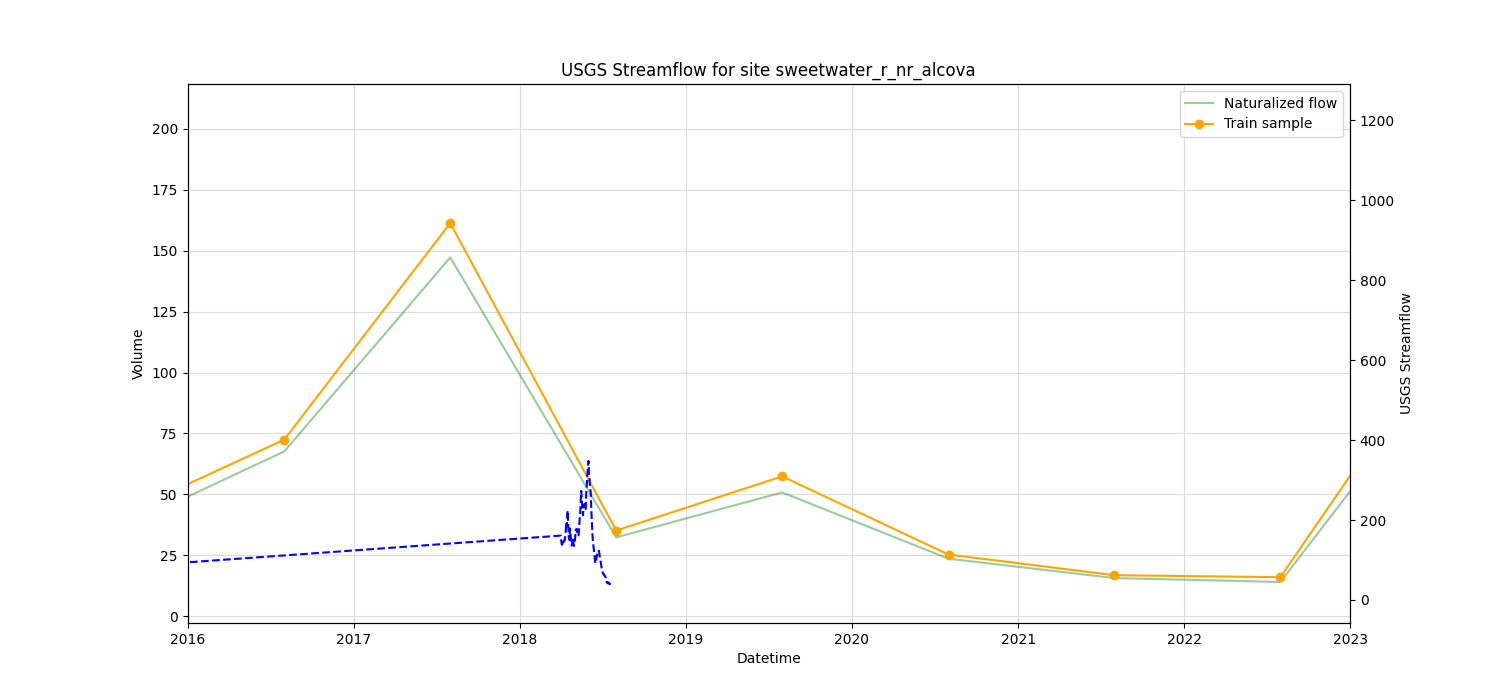 USGS Streamflow for site sweetwater_r_nr_alcova
Naturalized flow
Train sample
Volume
200
175
150
125
100
75
50
25
0
1200
1000
800
600
400
200
0
USGS Streamflow
2016 2017 2018 2019 2020 2021 2022 2023
Datetime